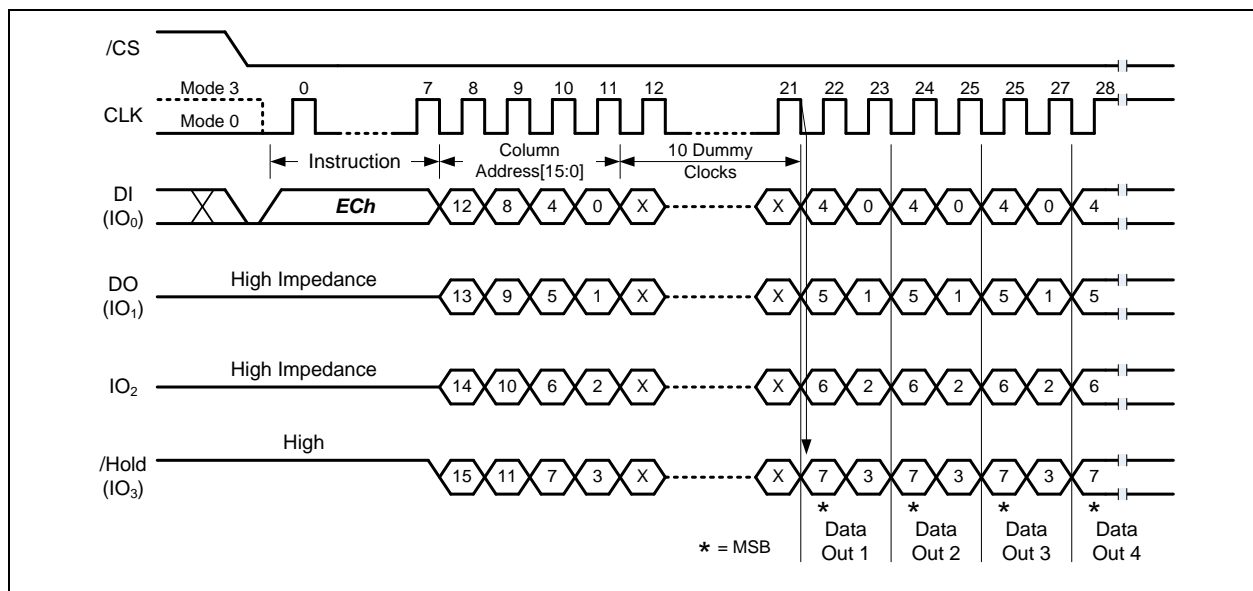 /CS
Mode 3
0 7 8 9 10 11 12 21 22 23 24 25 25 27 28
CLK
Mode 0
Instruction
Column
Address[15:0]
10 Dummy
Clocks
DI
(IO0)
ECh 12 8 4 0 X X 4 0 4 0 4 0 4
High Impedance
DO
(IO1)
13 9 5 1 X X 5 1 5 1 5 1 5
High Impedance
IO2
14 10 6 2 X X 6 2 6 2 6 2 6
High
/Hold
(IO3)
15 11 7 3 X X 7 3 7 3 7 3 7
* * * *
* = MSB
Data
Out 1
Data
Out 2
Data
Out 3
Data
Out 4